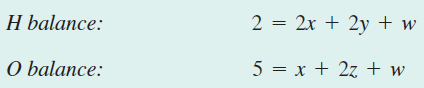 H balance: 2 = 2x + 2y + w
O balance: 5 = x + 2z + w